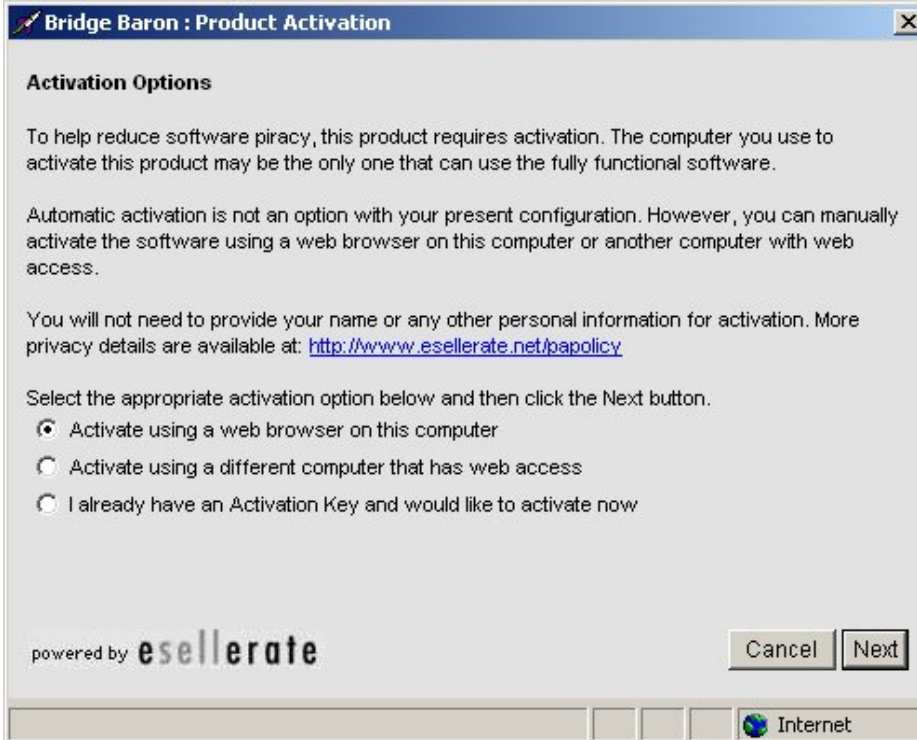 Bridge Baron : Product Activation
Activation Options
To help reduce software piracy, this product requires activation. The computer you use to
activate this product may be the only one that can use the fully functional software.
Automatic activation is not an option with your present configuration. However, you can manually
activate the software using a web browser on this computer or another computer with web
access.
You will not need to provide your name or any other personal information for activation. More
privacy details are available at: http://www.esellerate.net/papolicy
Select the appropriate activation option below and then click the Next button.
Activate using a web browser on this computer
Activate using a different computer that has web access
I already have an Activation Key and would like to activate now
powered by esellerate
Cancel Next
Internet